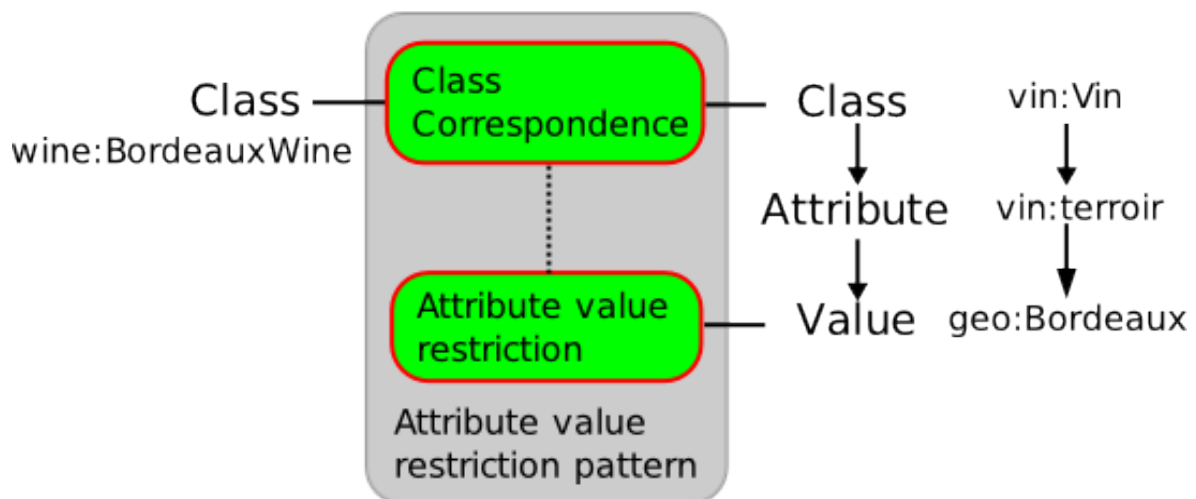 Class
wine:BordeauxWine
Class
Correspondence
Attribute value
restriction
Attribute value
restriction pattern
Class
Attribute
Value
vin:Vin
vin:terroir
geo:Bordeaux